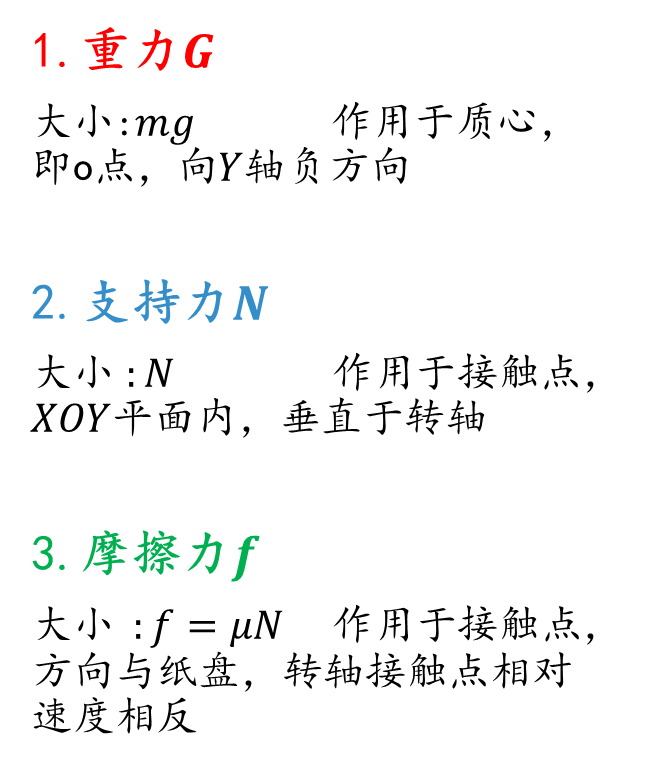 1.重力G
大小:mg 作用于质心，
即o点，向Y轴负方向
2.支持力N
大小:N 作用于接触点，
XOY平面内，垂直于转轴
3.摩擦力f
大小:f = μN 作用于接触点，
方向与纸盘，转轴接触点相对
速度相反